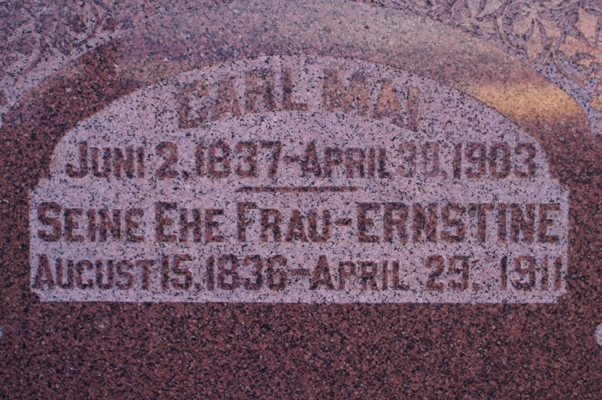 CARL MAI
JUNI 2, 1837-APRIL 30, 1903
SEINE EHE FRAU-ERNSTINE
AUGUST 15, 1836-APRIL 29, 1911